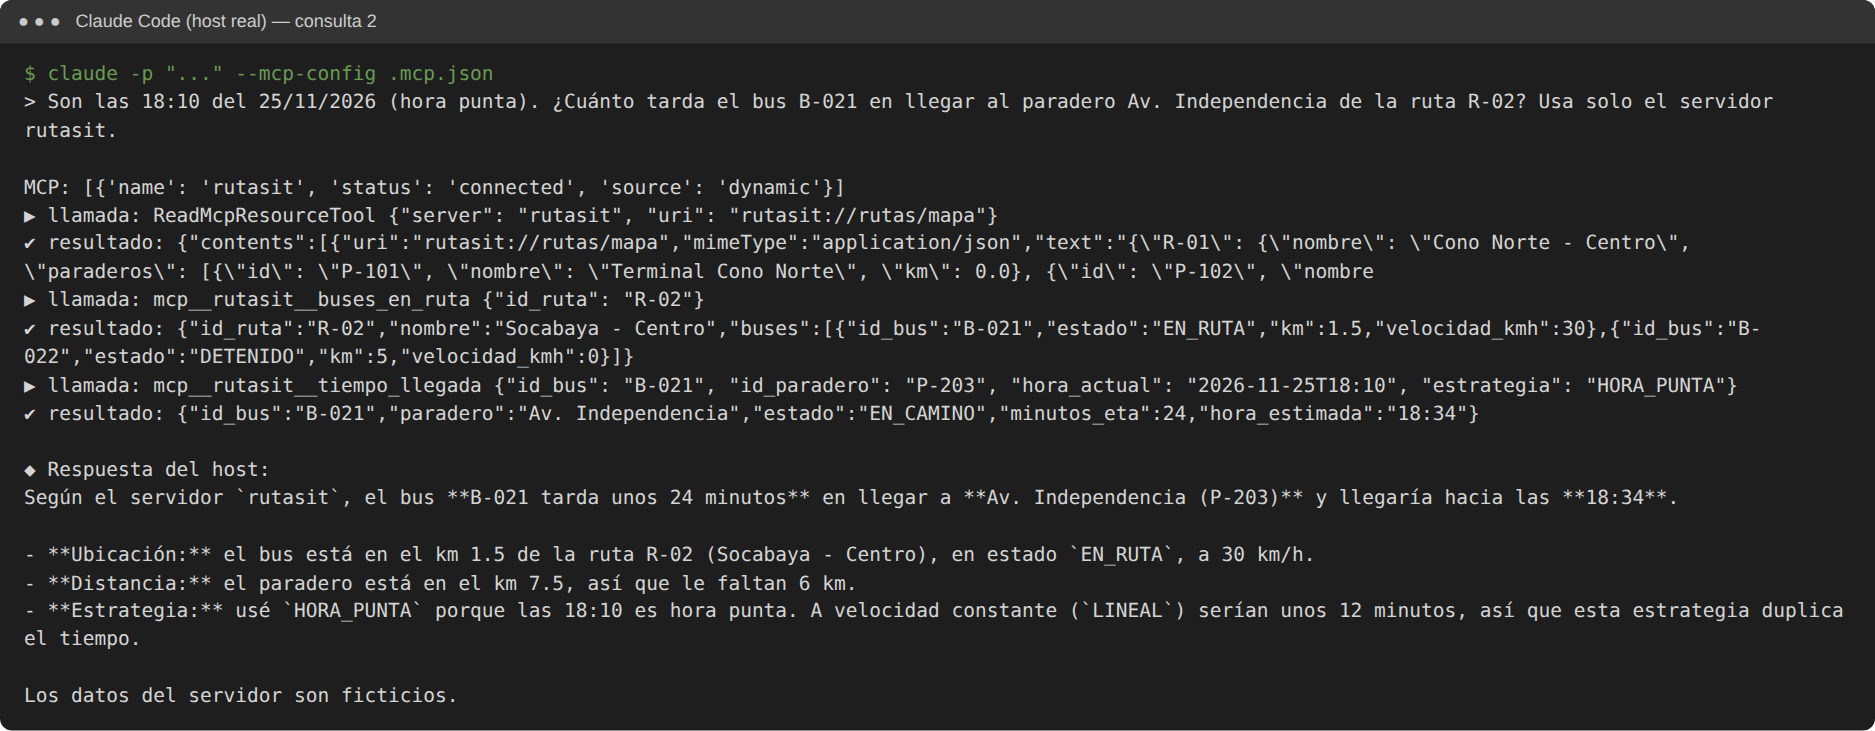 Claude Code (host real) — consulta 2
$ claude -p "..." --mcp-config .mcp.json
> Son las 18:10 del 25/11/2026 (hora punta). ¿Cuánto tarda el bus B-021 en llegar al paradero Av. Independencia de la ruta R-02? Usa solo el servidor
rutasit.
MCP: [{'name': 'rutasit', 'status': 'connected', 'source': 'dynamic'}]
▶ llamada: ReadMcpResourceTool {"server": "rutasit", "uri": "rutasit://rutas/mapa"}
✔ resultado: {"contents":[{"uri":"rutasit://rutas/mapa","mimeType":"application/json","text":"{\"R-01\": {\"nombre\": \"Cono Norte - Centro\",
\"paraderos\": [{\"id\": \"P-101\", \"nombre\": \"Terminal Cono Norte\", \"km\": 0.0}, {\"id\": \"P-102\", \"nombre
▶ llamada: mcp__rutasit__buses_en_ruta {"id_ruta": "R-02"}
✔ resultado: {"id_ruta":"R-02","nombre":"Socabaya - Centro","buses":[{"id_bus":"B-021","estado":"EN_RUTA","km":1.5,"velocidad_kmh":30},{"id_bus":"B-
022","estado":"DETENIDO","km":5,"velocidad_kmh":0}]}
▶ llamada: mcp__rutasit__tiempo_llegada {"id_bus": "B-021", "id_paradero": "P-203", "hora_actual": "2026-11-25T18:10", "estrategia": "HORA_PUNTA"}
✔ resultado: {"id_bus":"B-021","paradero":"Av. Independencia","estado":"EN_CAMINO","minutos_eta":24,"hora_estimada":"18:34"}
◆ Respuesta del host:
Según el servidor `rutasit`, el bus **B-021 tarda unos 24 minutos** en llegar a **Av. Independencia (P-203)** y llegaría hacia las **18:34**.
- **Ubicación:** el bus está en el km 1.5 de la ruta R-02 (Socabaya - Centro), en estado `EN_RUTA`, a 30 km/h.
- **Distancia:** el paradero está en el km 7.5, así que le faltan 6 km.
- **Estrategia:** usé `HORA_PUNTA` porque las 18:10 es hora punta. A velocidad constante (`LINEAL`) serían unos 12 minutos, así que esta estrategia duplica
el tiempo.
Los datos del servidor son ficticios.